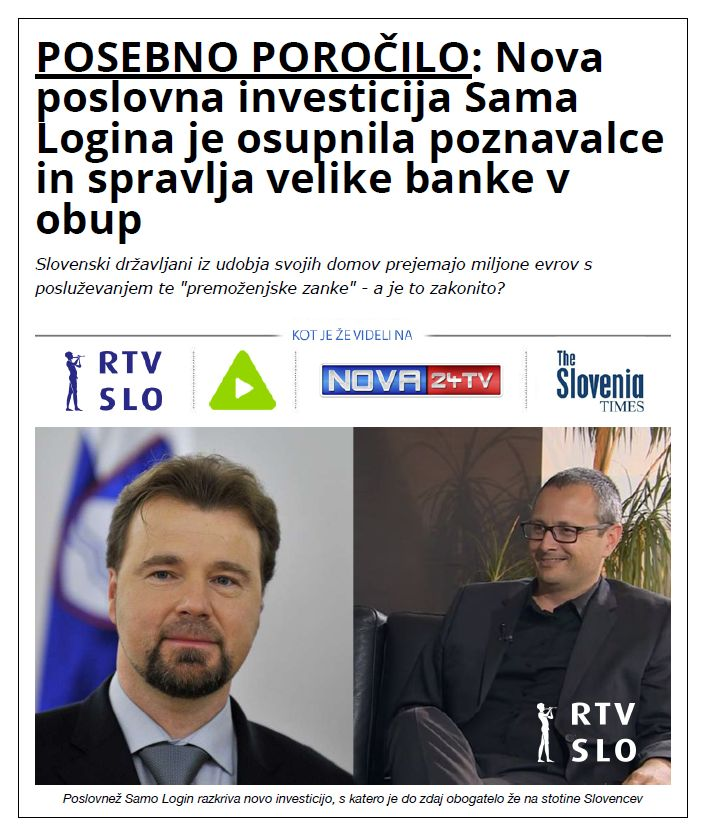 POSEBNO POROČILO: Nova
poslovna investicija Sama
Logina je osupnila poznavalce
in spravlja velike banke v
obup
Slovenski državljani iz udobja svojih domov prejemajo miljone evrov s
posluževanjem te "premoženjske zanke" - a je to zakonito?
KOT JE ŽE VIDELI NA
RTV
SLO
NOVA 24TV
The
Slovenia
TIMES
RTV
SLO
Poslovnež Samo Login razkriva novo investicijo, s katero je do zdaj obogatelo že na stotine Slovencev